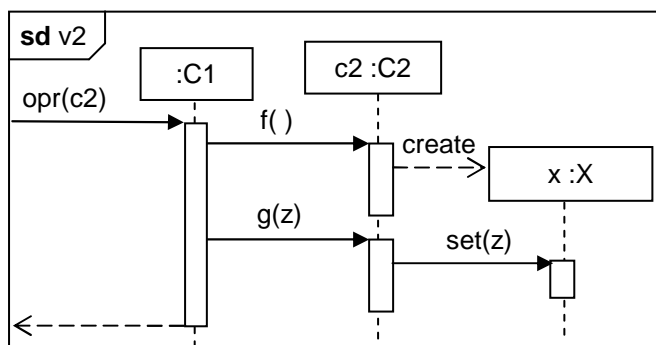 sd v2
:C1
c2 :C2
opr(c2)
f( )
create
x :X
g(z)
set(z)